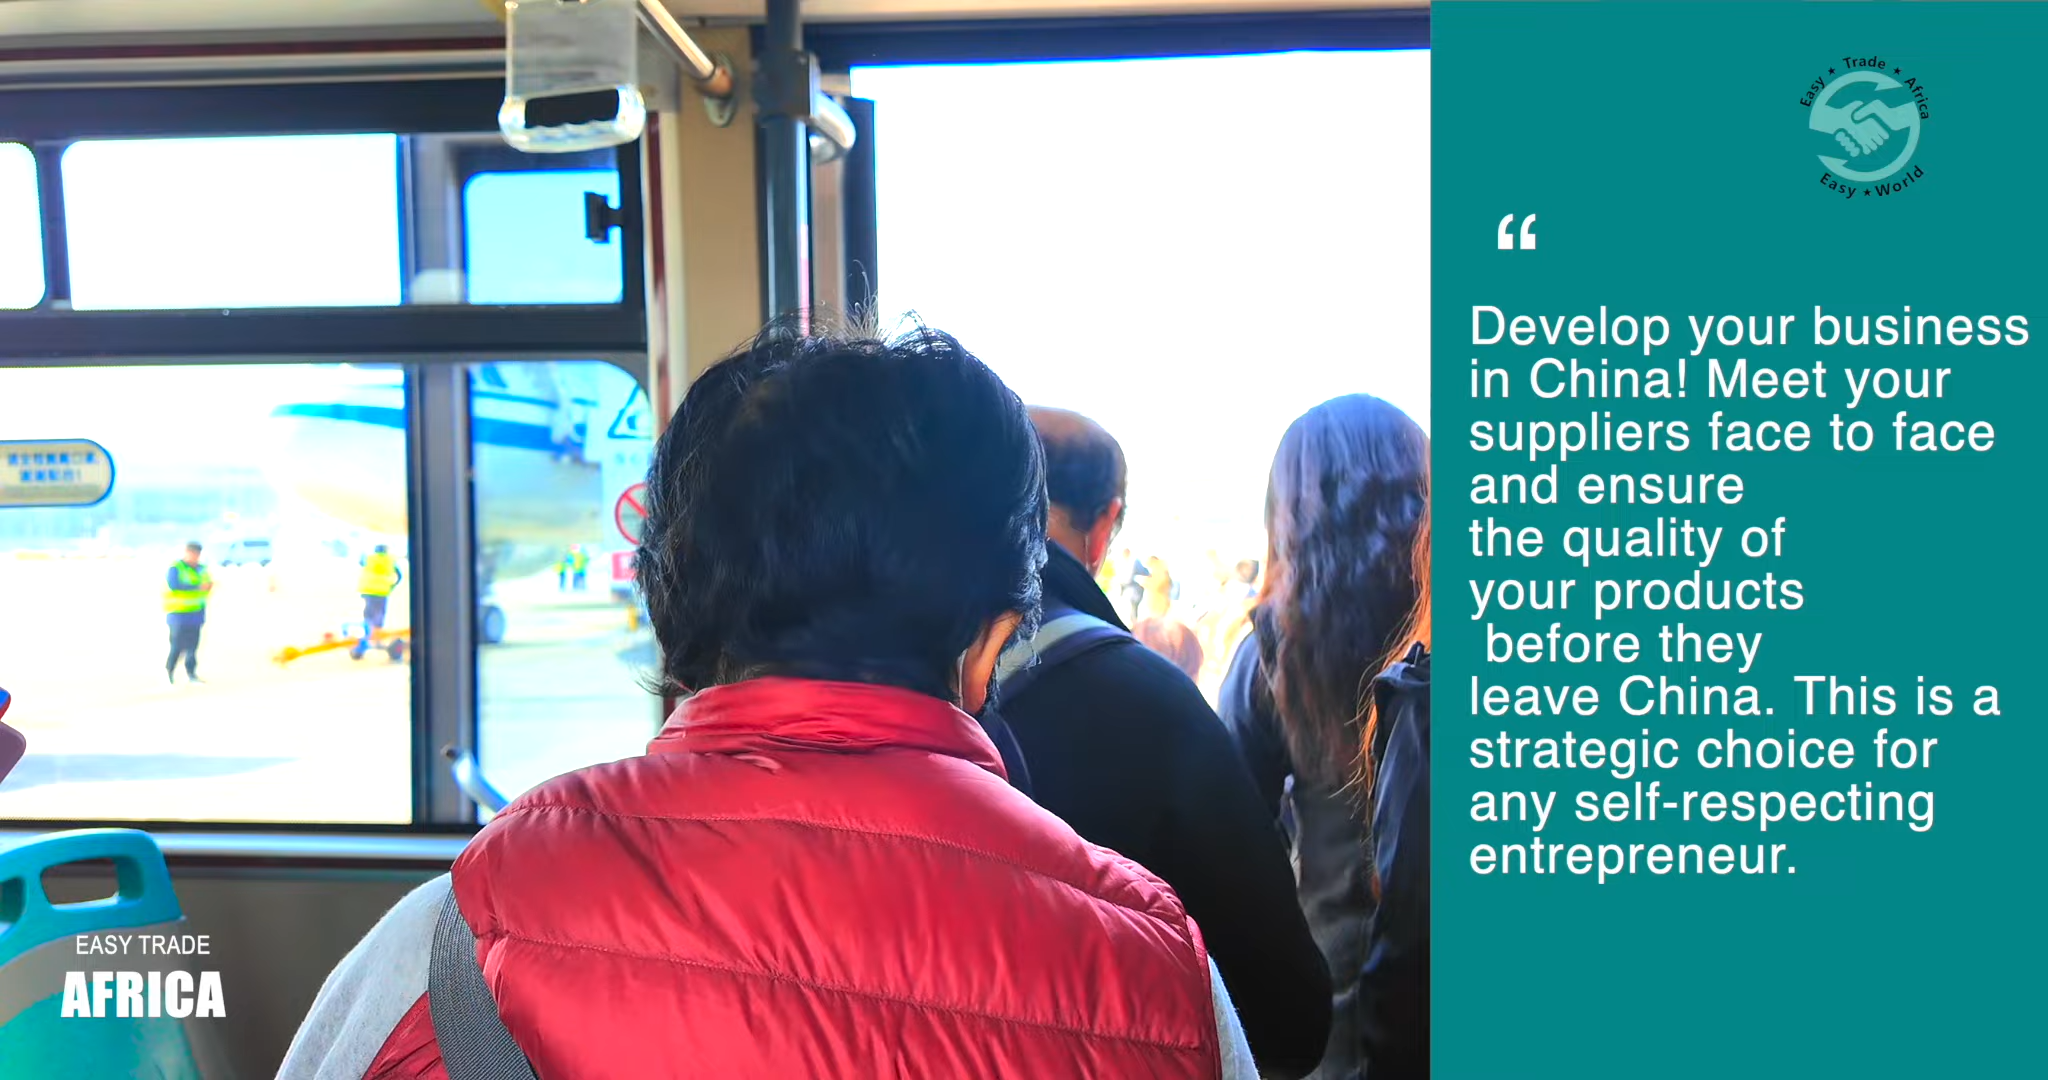 Easy ★ Trade ★ Africa
Easy ★ World
“
Develop your business
in China! Meet your
suppliers face to face
and ensure
the quality of
your products
before they
leave China. This is a
strategic choice for
any self-respecting
entrepreneur.
EASY TRADE
AFRICA